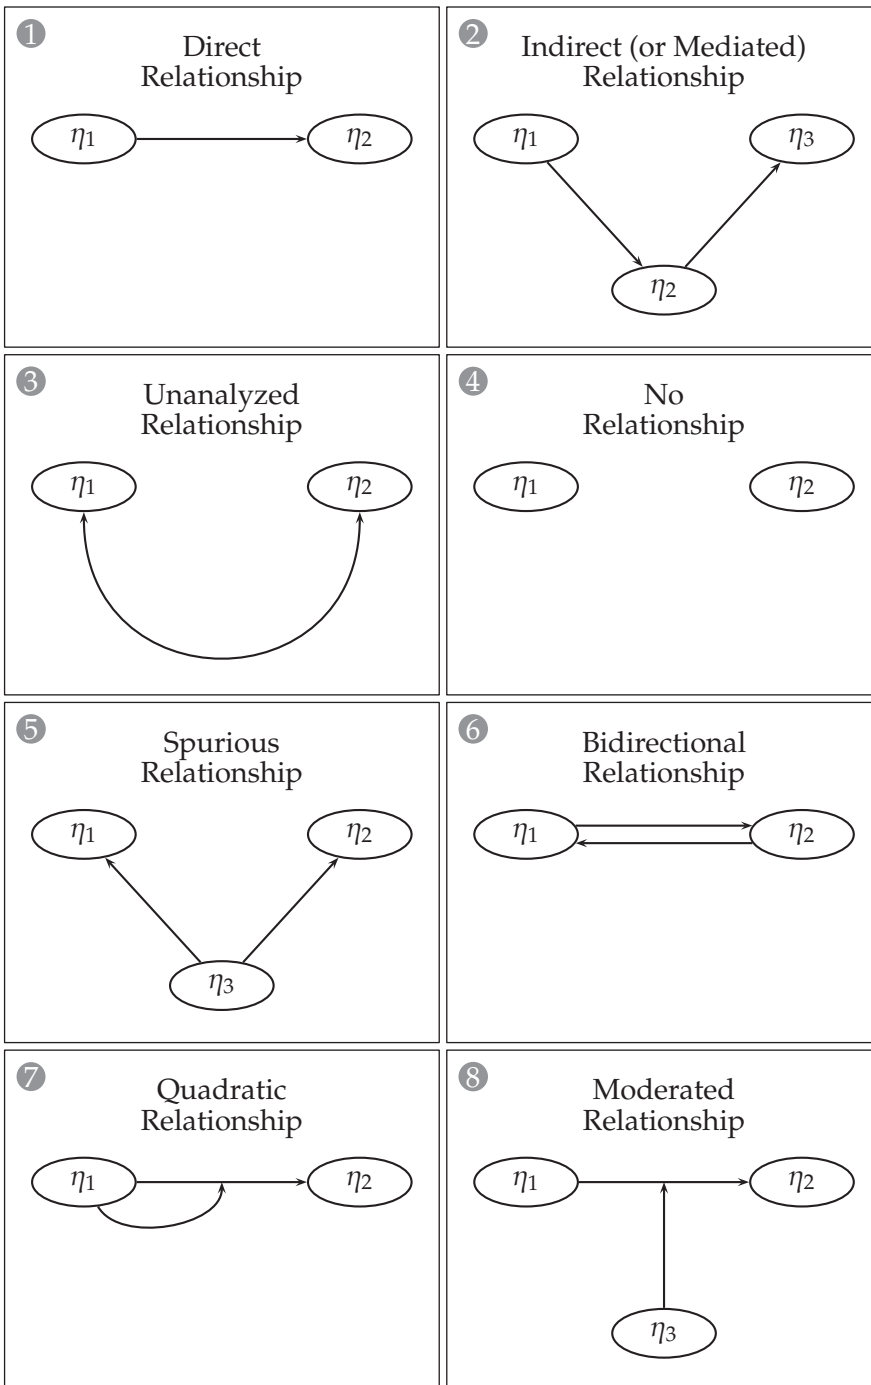 1
Direct
Relationship
η1
η2
2
Indirect (or Mediated)
Relationship
η1
η3
η2
3
Unanalyzed
Relationship
η1
η2
4
No
Relationship
η1
η2
5
Spurious
Relationship
η1
η2
η3
6
Bidirectional
Relationship
η1
η2
7
Quadratic
Relationship
η1
η2
8
Moderated
Relationship
η1
η2
η3